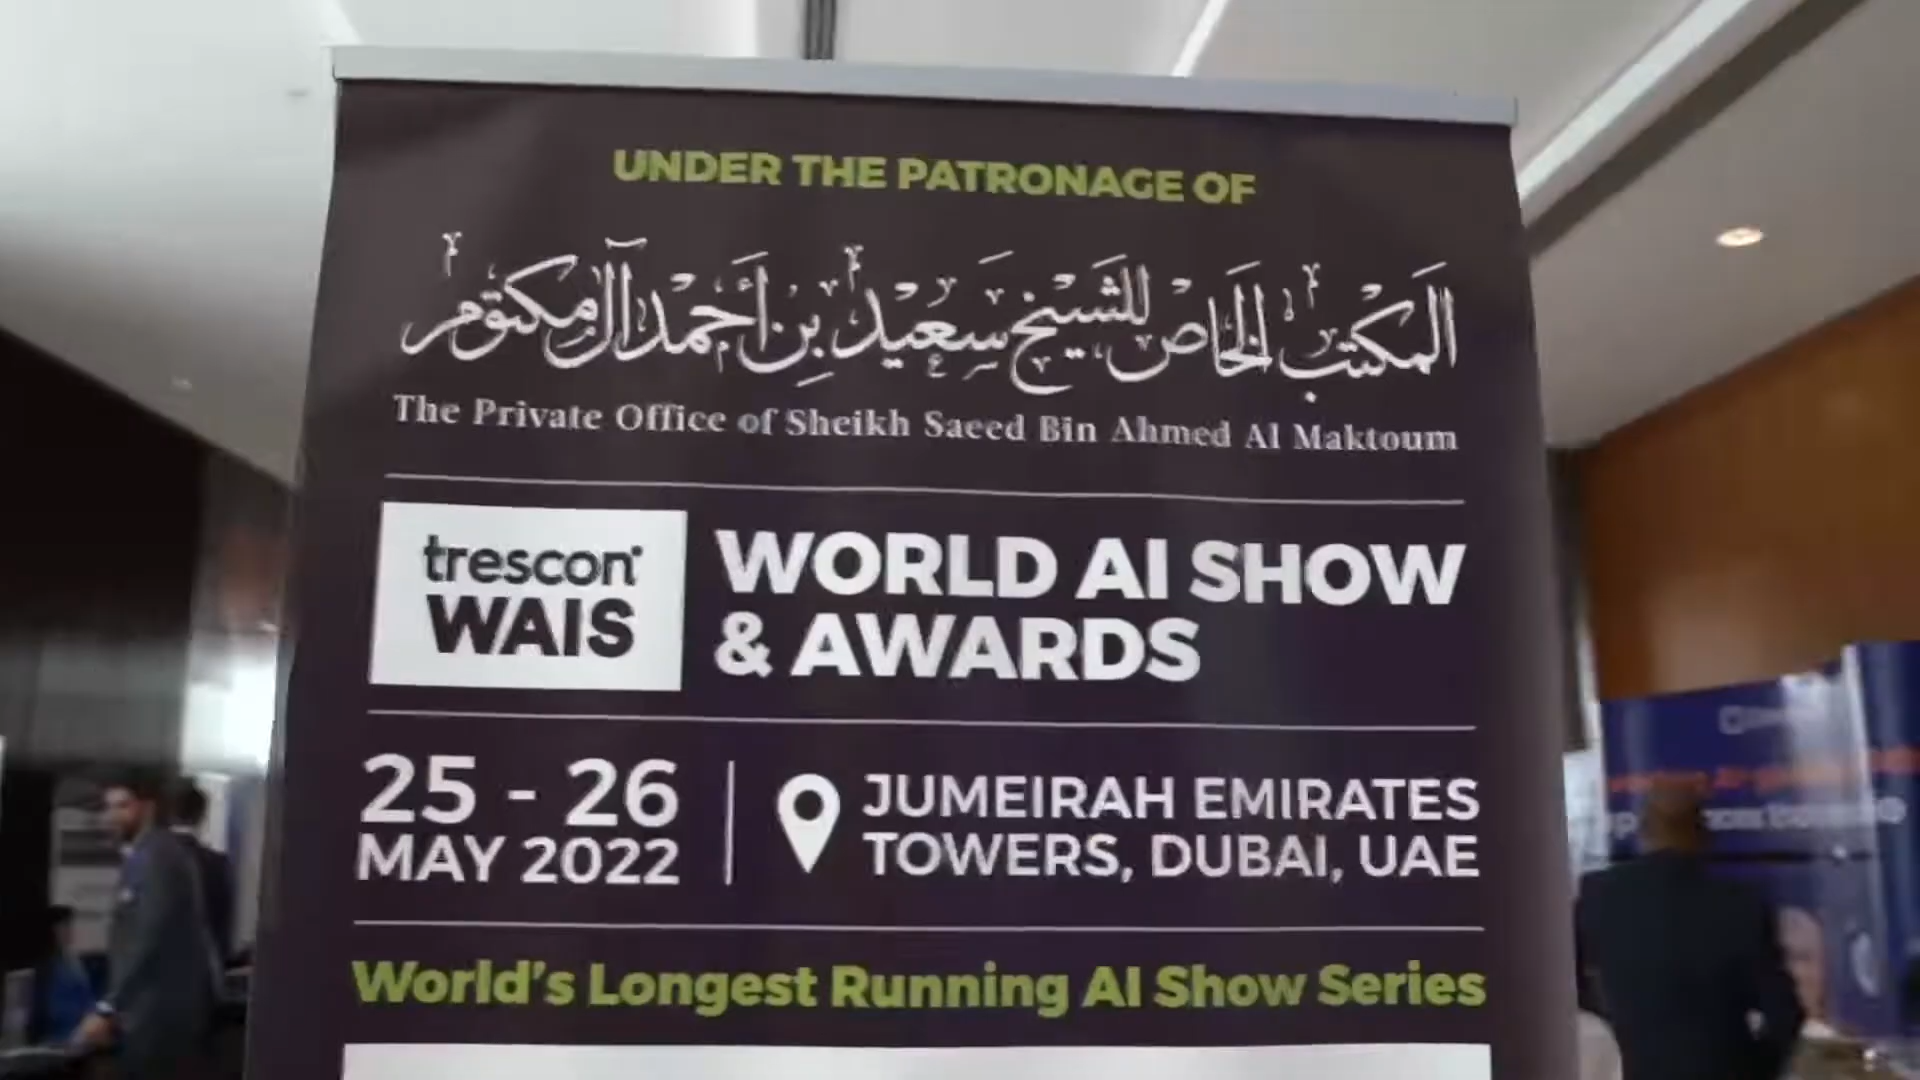 UNDER THE PATRONAGE OF
المكتب الخاص للشيخ سعيد بن أحمد آل مكتوم
The Private Office of Sheikh Saeed Bin Ahmed Al Maktoum
trescon
WAIS
WORLD AI SHOW
& AWARDS
25 - 26
MAY 2022
JUMEIRAH EMIRATES
TOWERS, DUBAI, UAE
World's Longest Running AI Show Series